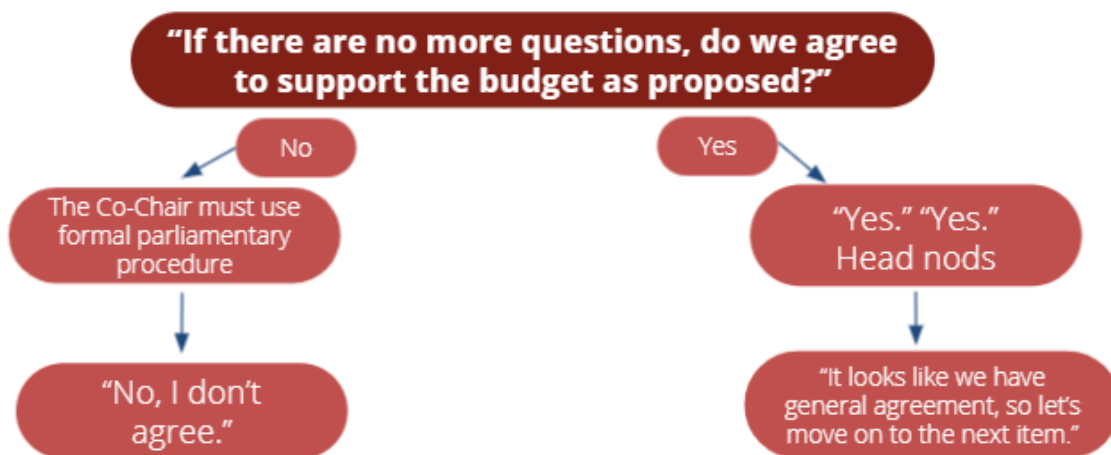 “If there are no more questions, do we agree
to support the budget as proposed?”
No
Yes
The Co-Chair must use
formal parliamentary
procedure
“Yes.” “Yes.”
Head nods
“No, I don’t
agree.”
“It looks like we have
general agreement, so let’s
move on to the next item.”